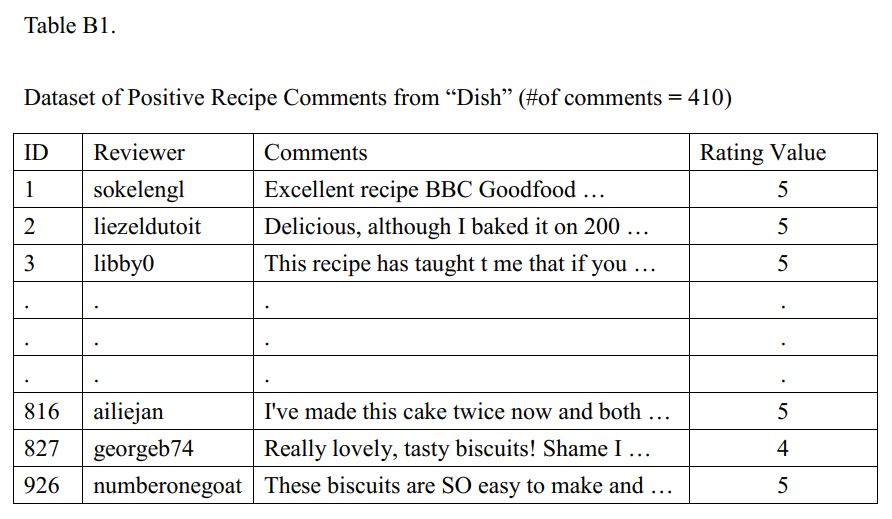 Table B1.
Dataset of Positive Recipe Comments from “Dish” (#of comments = 410)
ID Reviewer Comments Rating Value
1 sokelengl Excellent recipe BBC Goodfood … 5
2 liezeldutoit Delicious, although I baked it on 200 … 5
3 libby0 This recipe has taught t me that if you … 5
. . . .
. . . .
. . . .
816 ailiejan I've made this cake twice now and both … 5
827 georgeb74 Really lovely, tasty biscuits! Shame I … 4
926 numberonegoat These biscuits are SO easy to make and … 5